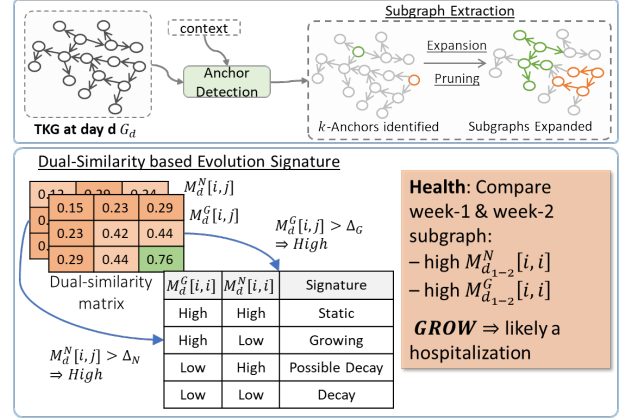 Subgraph Extraction
context
Anchor
Detection
Expansion
Pruning
TKG at day d G_d
k-Anchors identified
Subgraphs Expanded
Dual-Similarity based Evolution Signature
0.29 0.24
M_d^N[i,j]
0.15 0.23 0.29
M_d^G[i,j]
0.23 0.42 0.44
0.29 0.44 0.76
Dual-similarity
matrix
M_d^G[i,j] > Δ_G
⇒ High
M_d^N[i,j] > Δ_N
⇒ High
M_d^G[i,i] M_d^N[i,i] Signature
High High Static
High Low Growing
Low High Possible Decay
Low Low Decay
Health: Compare
week-1 & week-2
subgraph:
– high M_{d_{1-2}}^N[i,i]
– high M_{d_{1-2}}^G[i,i]
GROW ⇒ likely a
hospitalization